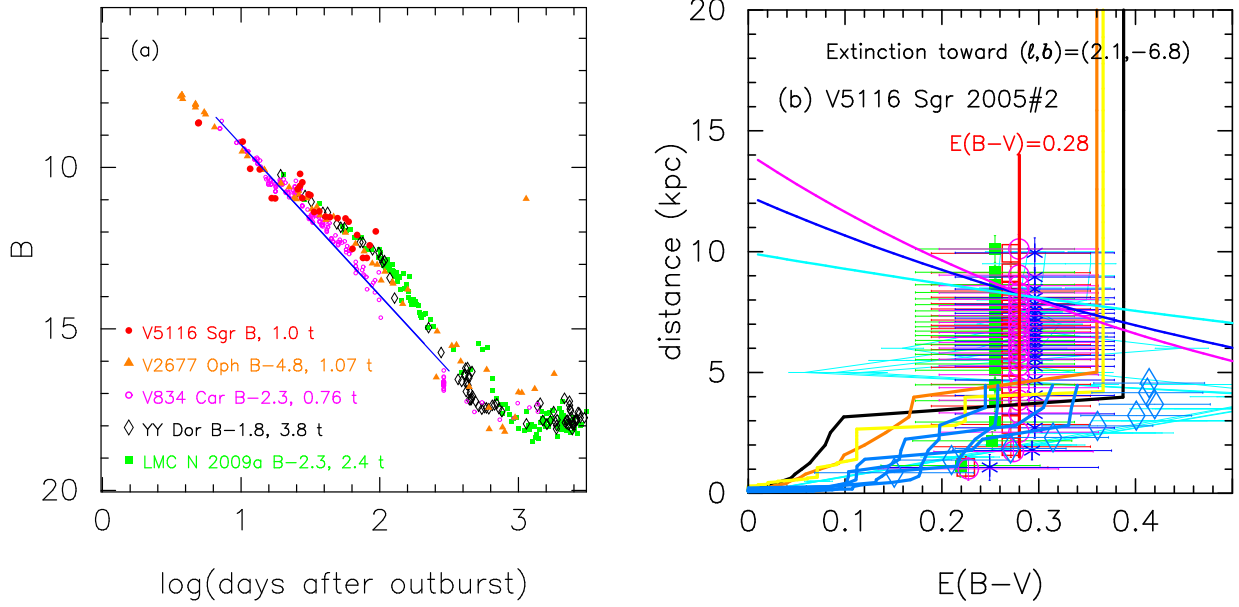 (a)
10
15
20
B
V5116 Sgr B, 1.0 t
V2677 Oph B−4.8, 1.07 t
V834 Car B−2.3, 0.76 t
YY Dor B−1.8, 3.8 t
LMC N 2009a B−2.3, 2.4 t
0 1 2 3
log(days after outburst)
20
15
10
5
0
distance (kpc)
Extinction toward (ℓ,b)=(2.1,−6.8)
(b) V5116 Sgr 2005#2
E(B−V)=0.28
0 0.1 0.2 0.3 0.4
E(B−V)